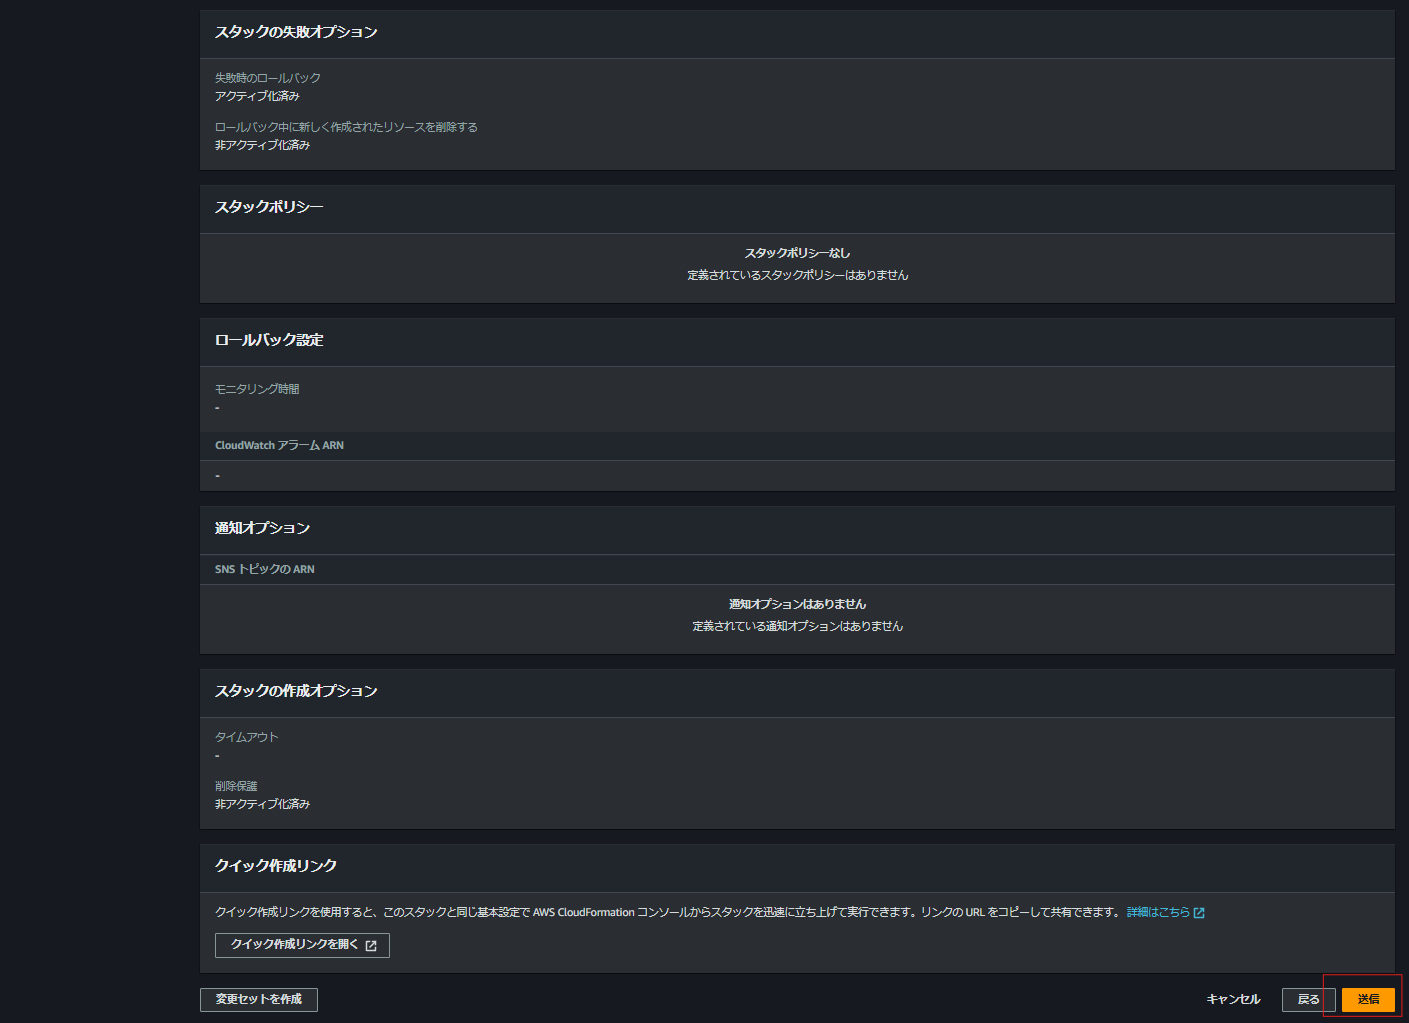 スタックの失敗オプション
失敗時のロールバック
アクティブ化済み
ロールバック中に新しく作成されたリソースを削除する
非アクティブ化済み
スタックポリシー
スタックポリシーなし
定義されているスタックポリシーはありません
ロールバック設定
モニタリング時間
-
CloudWatch アラーム ARN
-
通知オプション
SNS トピックの ARN
通知オプションはありません
定義されている通知オプションはありません
スタックの作成オプション
タイムアウト
-
削除保護
非アクティブ化済み
クイック作成リンク
クイック作成リンクを使用すると、このスタックと同じ基本設定で AWS CloudFormation コンソールからスタックを迅速に立ち上げて実行できます。リンクの URL をコピーして共有できます。 詳細はこちら
クイック作成リンクを開く
変更セットを作成 キャンセル 戻る 送信